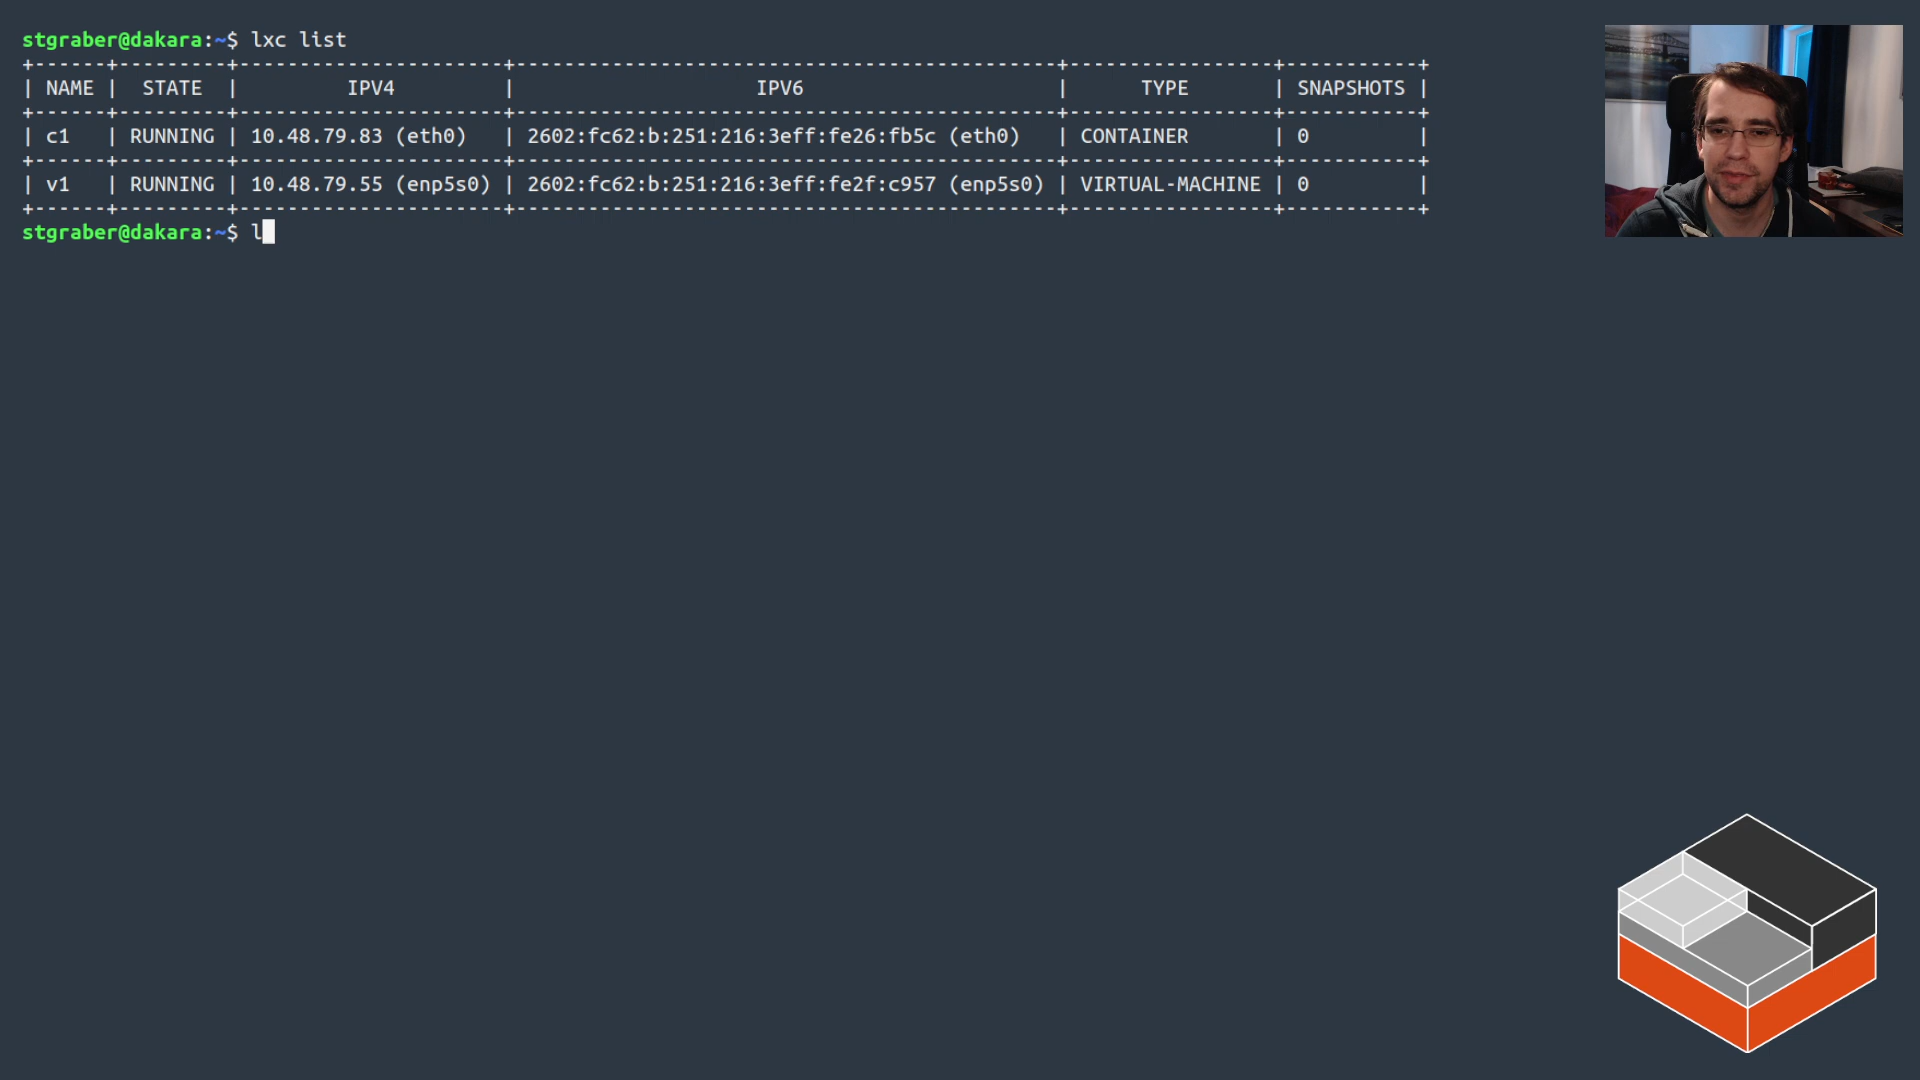 stgraber@dakara:~$ lxc list
+------+---------+----------------------+---------------------------------------------+-----------------+-----------+
| NAME |  STATE  |         IPV4         |                    IPV6                     |      TYPE       | SNAPSHOTS |
+------+---------+----------------------+---------------------------------------------+-----------------+-----------+
| c1   | RUNNING | 10.48.79.83 (eth0)   | 2602:fc62:b:251:216:3eff:fe26:fb5c (eth0)   | CONTAINER       | 0         |
+------+---------+----------------------+---------------------------------------------+-----------------+-----------+
| v1   | RUNNING | 10.48.79.55 (enp5s0) | 2602:fc62:b:251:216:3eff:fe2f:c957 (enp5s0) | VIRTUAL-MACHINE | 0         |
+------+---------+----------------------+---------------------------------------------+-----------------+-----------+
stgraber@dakara:~$ l